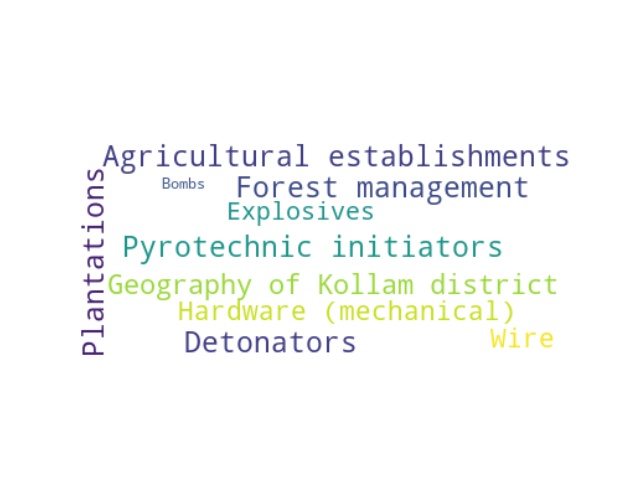 Agricultural establishments
Plantations
Bombs
Forest management
Explosives
Pyrotechnic initiators
Geography of Kollam district
Hardware (mechanical)
Detonators
Wire